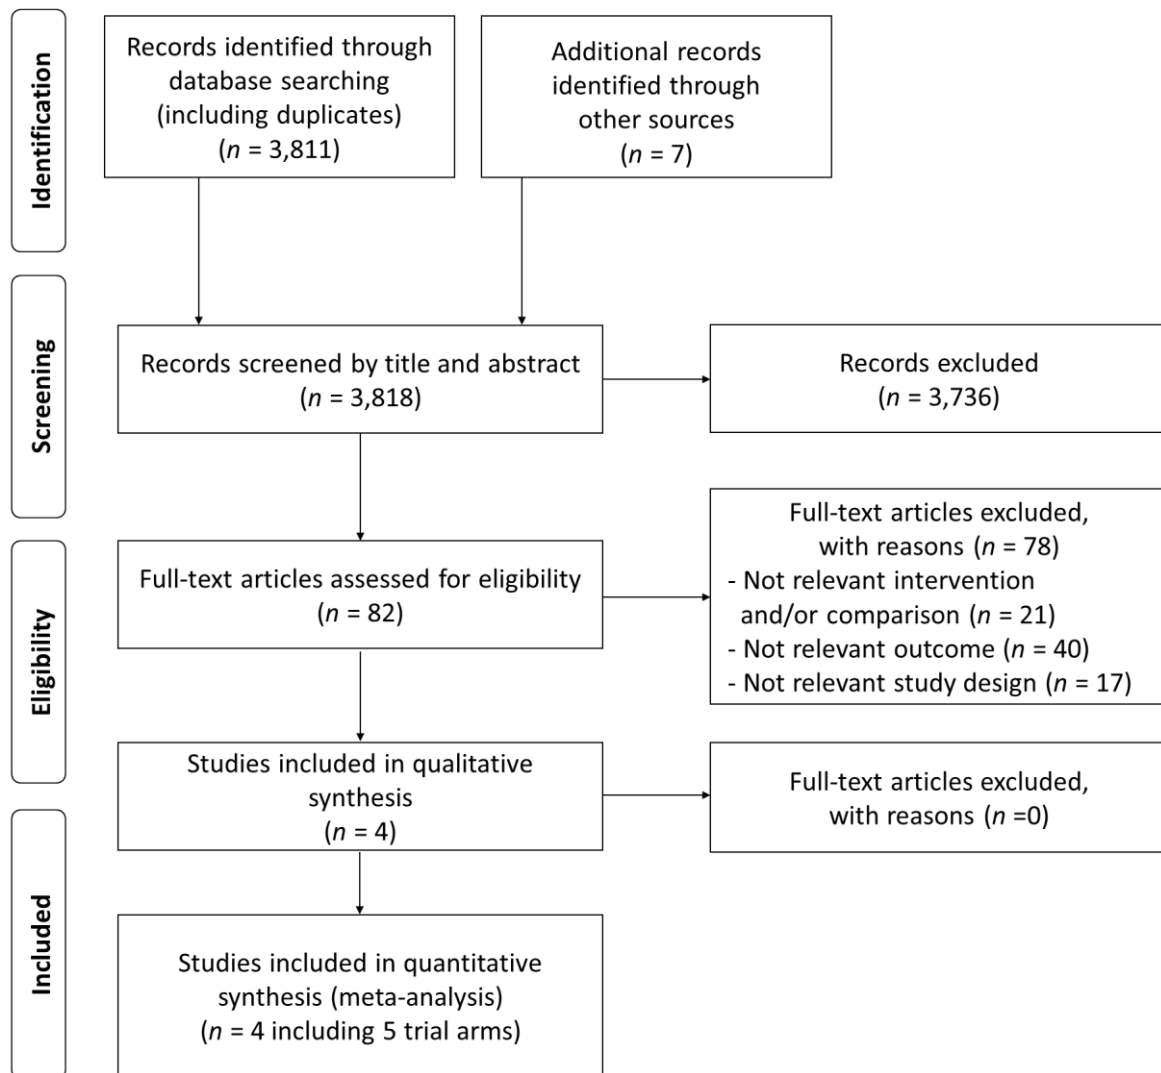 Identification
Records identified through
database searching
(including duplicates)
(n = 3,811)
Additional records
identified through
other sources
(n = 7)
Screening
Records screened by title and abstract
(n = 3,818)
Records excluded
(n = 3,736)
Eligibility
Full-text articles assessed for eligibility
(n = 82)
Full-text articles excluded,
with reasons (n = 78)
- Not relevant intervention
and/or comparison (n = 21)
- Not relevant outcome (n = 40)
- Not relevant study design (n = 17)
Studies included in qualitative
synthesis
(n = 4)
Full-text articles excluded,
with reasons (n =0)
Included
Studies included in quantitative
synthesis (meta-analysis)
(n = 4 including 5 trial arms)